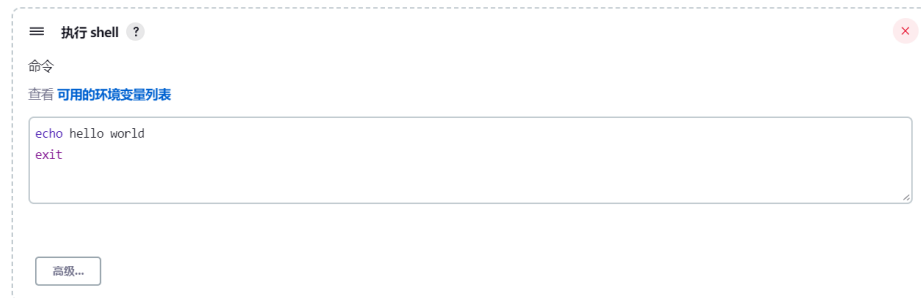 执行 shell ?
命令
查看 可用的环境变量列表
echo hello world
exit
高级...